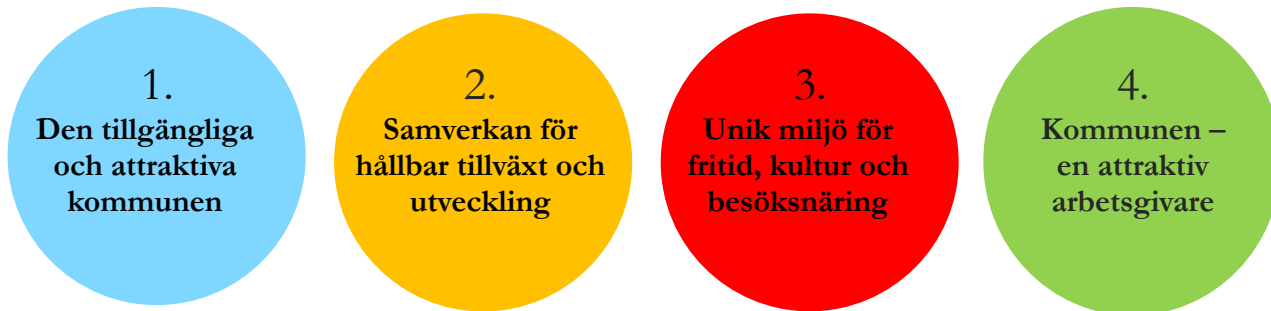 1.
Den tillgängliga
och attraktiva
kommunen
2.
Samverkan för
hållbar tillväxt och
utveckling
3.
Unik miljö för
fritid, kultur och
besöksnäring
4.
Kommunen –
en attraktiv
arbetsgivare